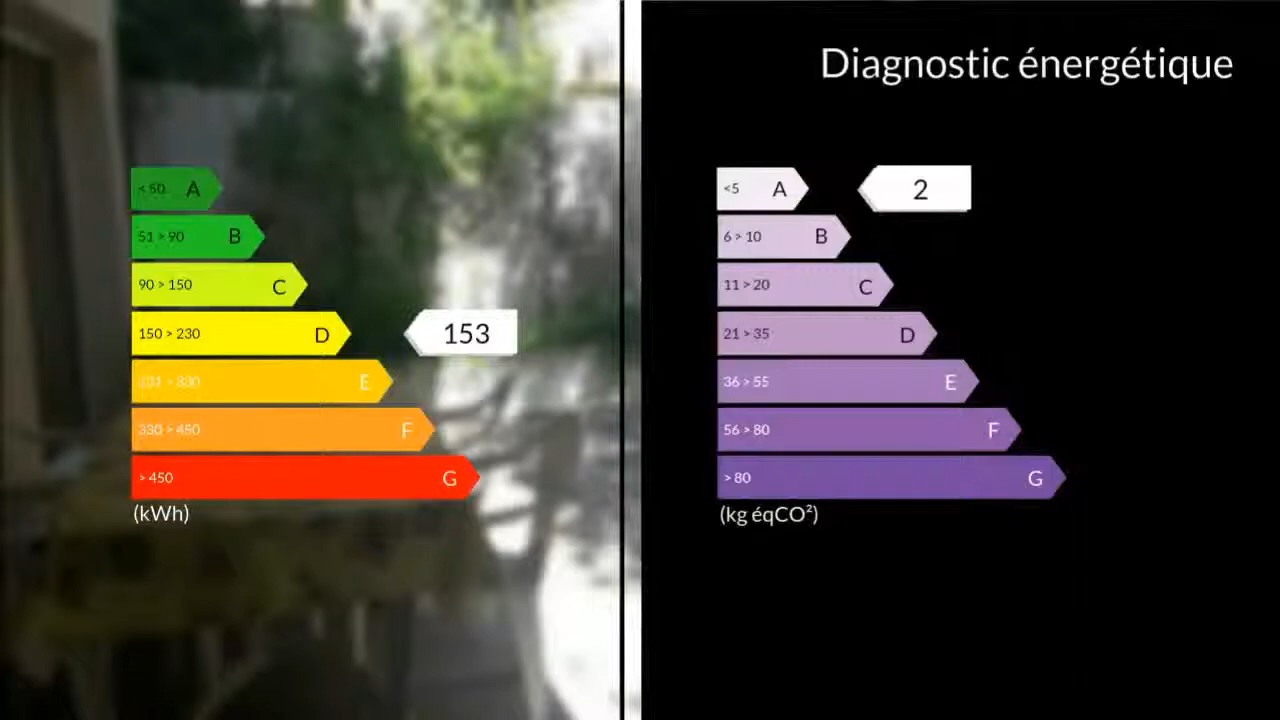 Diagnostic énergétique
< 50 A
51 > 90 B
90 > 150 C
150 > 230 D
153
231 > 330 E
330 > 450 F
> 450 G
(kWh)
<5 A
2
6 > 10 B
11 > 20 C
21 > 35 D
36 > 55 E
56 > 80 F
> 80 G
(kg éqCO²)